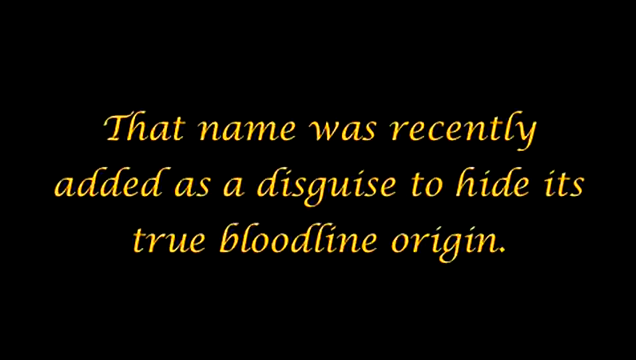 That name was recently
added as a disguise to hide its
true bloodline origin.